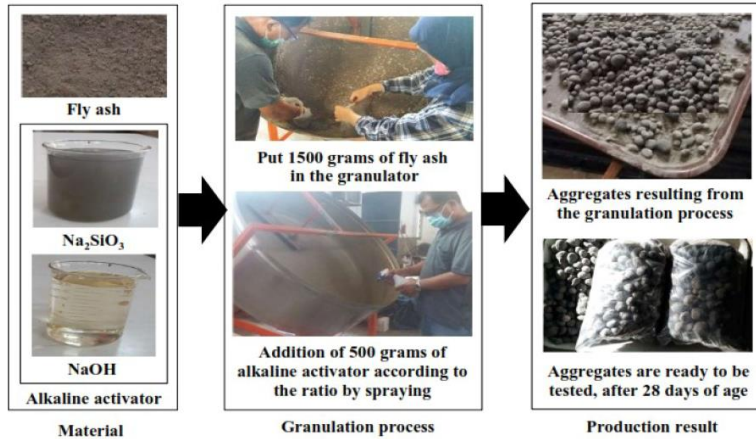 Fly ash
Na₂SiO₃
NaOH
Alkaline activator
Material
Put 1500 grams of fly ash
in the granulator
Addition of 500 grams of
alkaline activator according to
the ratio by spraying
Granulation process
Aggregates resulting from
the granulation process
Aggregates are ready to be
tested, after 28 days of age
Production result